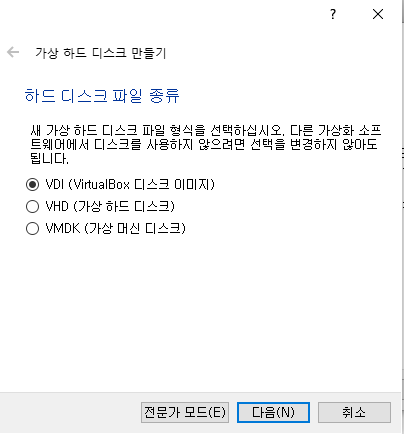 ?
가상 하드 디스크 만들기
하드 디스크 파일 종류
새 가상 하드 디스크 파일 형식을 선택하십시오. 다른 가상화 소프
트웨어에서 디스크를 사용하지 않으려면 선택을 변경하지 않아도
됩니다.
VDI (VirtualBox 디스크 이미지)
VHD (가상 하드 디스크)
VMDK (가상 머신 디스크)
전문가 모드(E) 다음(N) 취소